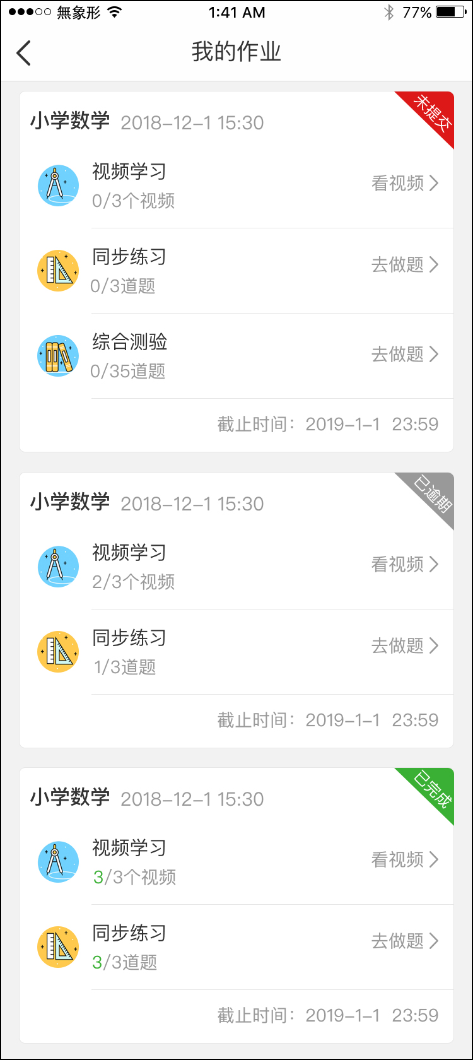 無象形 1:41 AM 77%
我的作业
小学数学 2018-12-1 15:30 未提交
视频学习
0/3个视频 看视频
同步练习
0/3道题 去做题
综合测验
0/35道题 去做题
截止时间：2019-1-1 23:59
小学数学 2018-12-1 15:30 已逾期
视频学习
2/3个视频 看视频
同步练习
1/3道题 去做题
截止时间：2019-1-1 23:59
小学数学 2018-12-1 15:30 已完成
视频学习
3/3个视频 看视频
同步练习
3/3道题 去做题
截止时间：2019-1-1 23:59